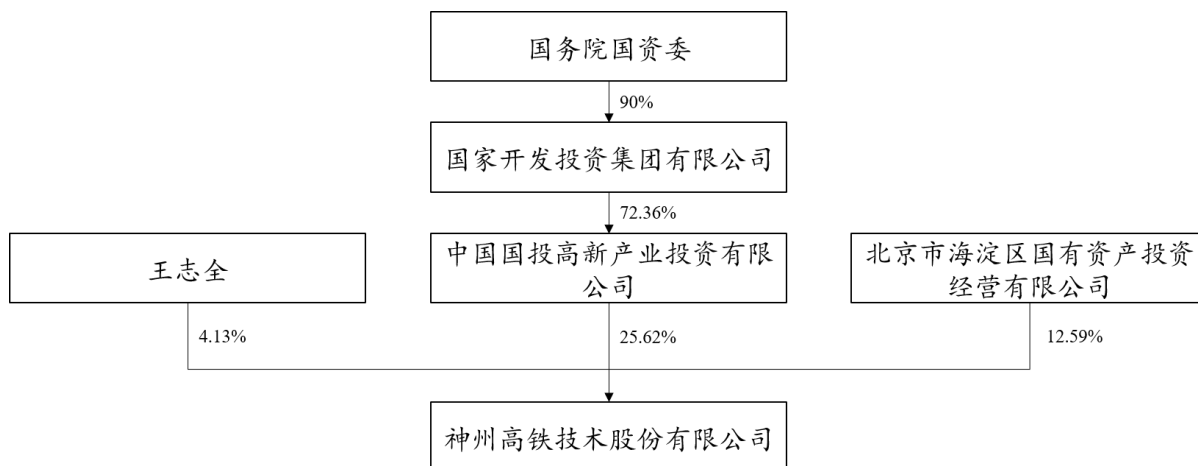 国务院国资委
90%
国家开发投资集团有限公司
72.36%
王志全
中国国投高新产业投资有限
公司
北京市海淀区国有资产投资
经营有限公司
4.13%
25.62%
12.59%
神州高铁技术股份有限公司